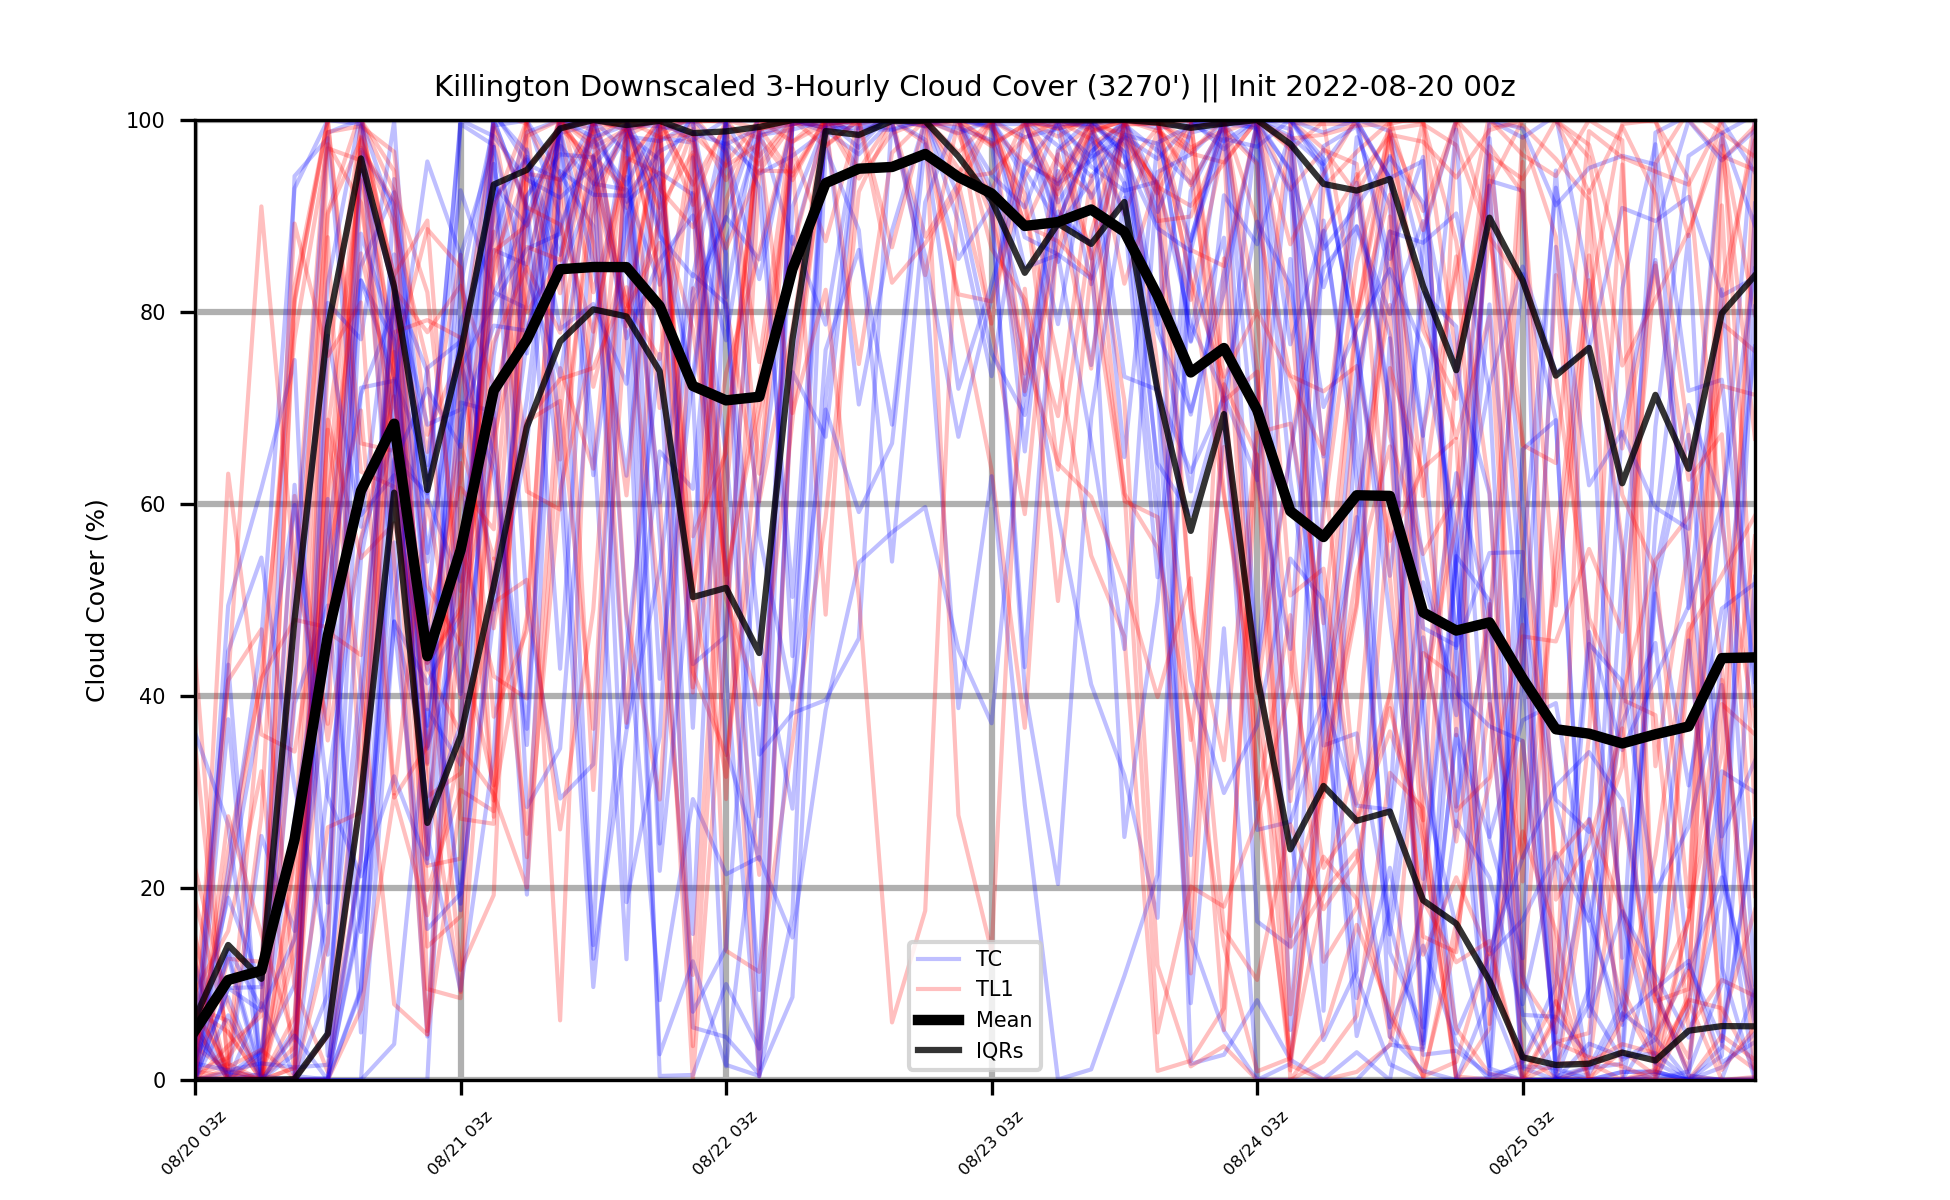 Killington Downscaled 3-Hourly Cloud Cover (3270') || Init 2022-08-20 00z
Cloud Cover (%)
100
80
60
40
20
0
TC
TL1
Mean
IQRs
08/20 03z
08/21 03z
08/22 03z
08/23 03z
08/24 03z
08/25 03z